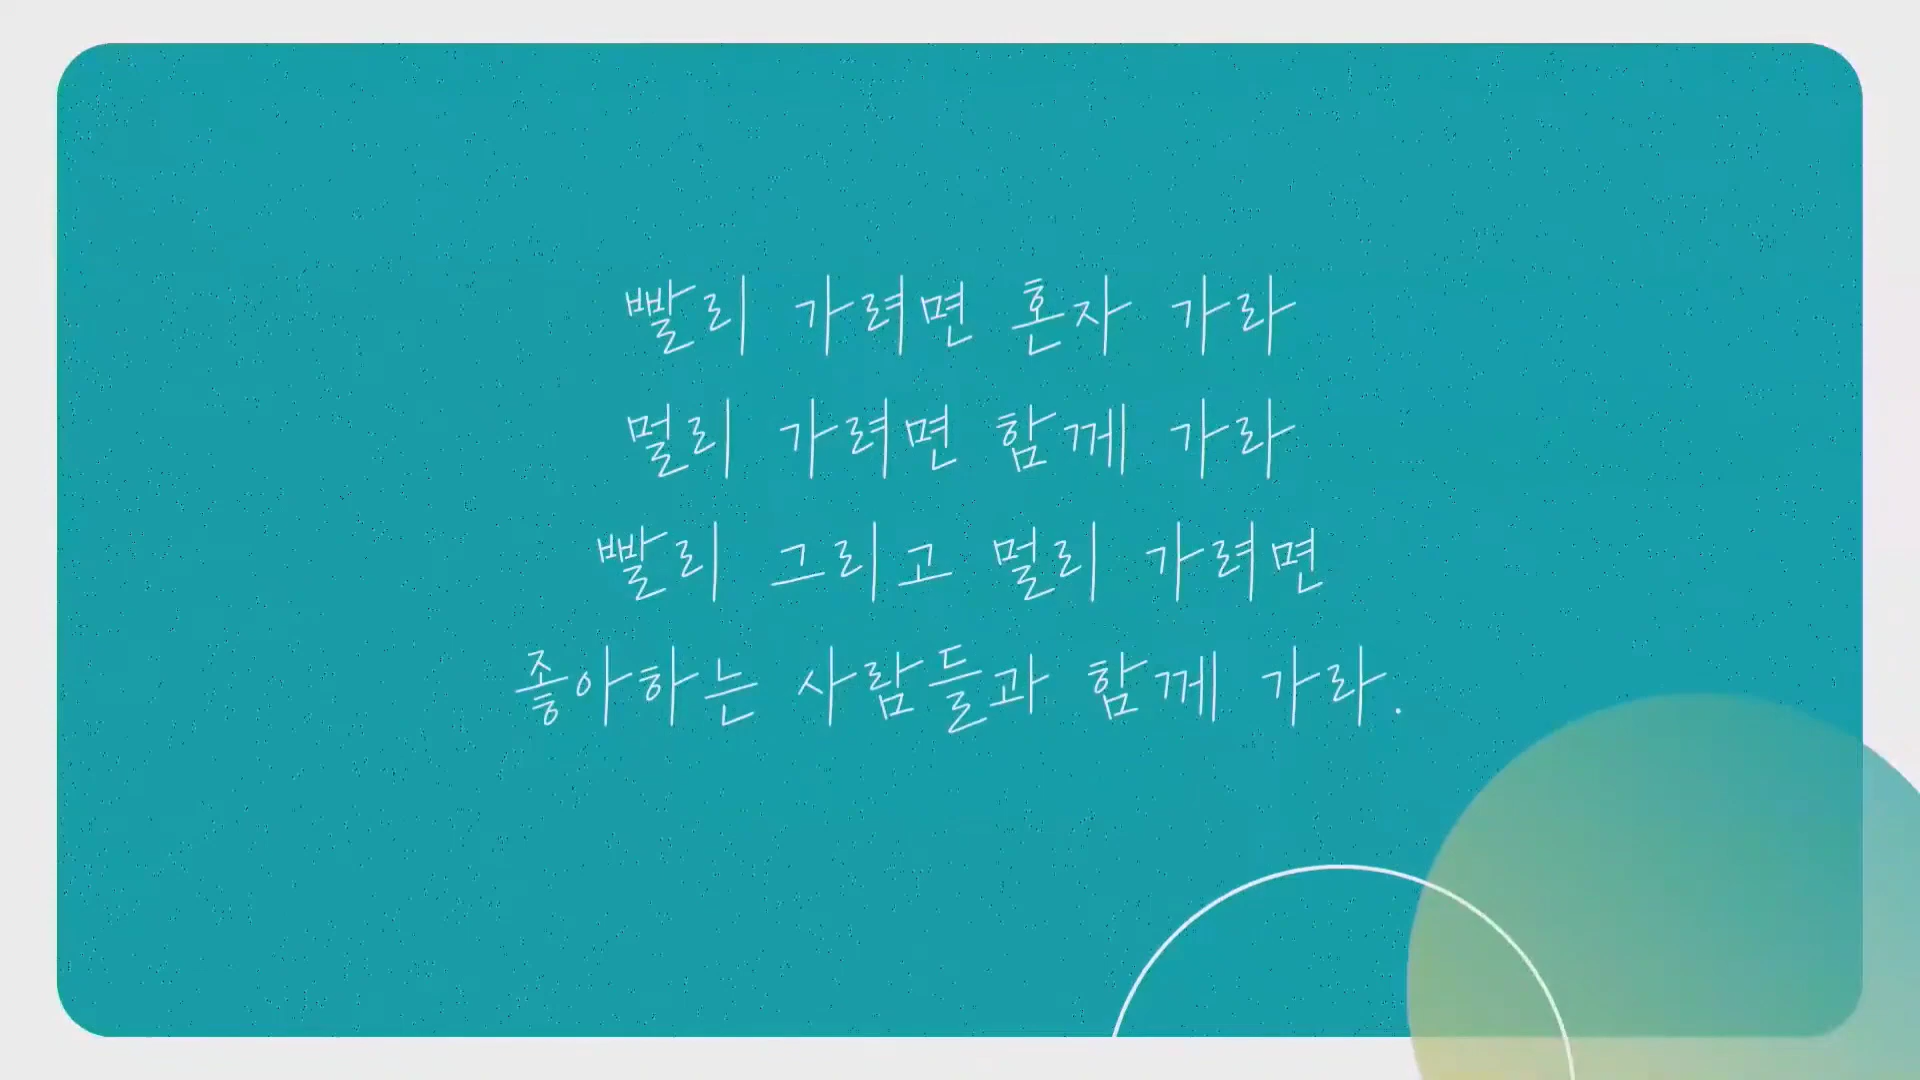 빨리 가려면 혼자 가라
멀리 가려면 함께 가라
빨리 그리고 멀리 가려면
좋아하는 사람들과 함께 가라.